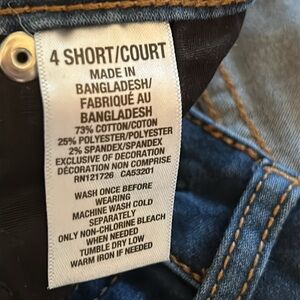 4 SHORT/COURT
MADE IN
BANGLADESH/
FABRIQUÉ AU
BANGLADESH
73% COTTON/COTON
25% POLYESTER/POLYESTER
2% SPANDEX/SPANDEX
EXCLUSIVE OF DECORATION
DÉCORATION NON COMPRISE
RN121726 CA53201
WASH ONCE BEFORE
WEARING
MACHINE WASH COLD
SEPARATELY
ONLY NON-CHLORINE BLEACH
WHEN NEEDED
TUMBLE DRY LOW
WARM IRON IF NEEDED